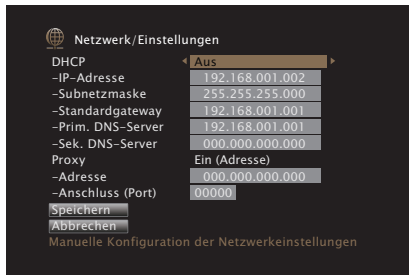 Netzwerk/Einstellungen
DHCP Aus
–IP–Adresse 192.168.001.002
–Subnetzmaske 255.255.255.000
–Standardgateway 192.168.001.001
–Prim. DNS–Server 192.168.001.001
–Sek. DNS–Server 000.000.000.000
Proxy Ein (Adresse)
–Adresse 000.000.000.000
–Anschluss (Port) 00000
Speichern
Abbrechen
Manuelle Konfiguration der Netzwerkeinstellungen